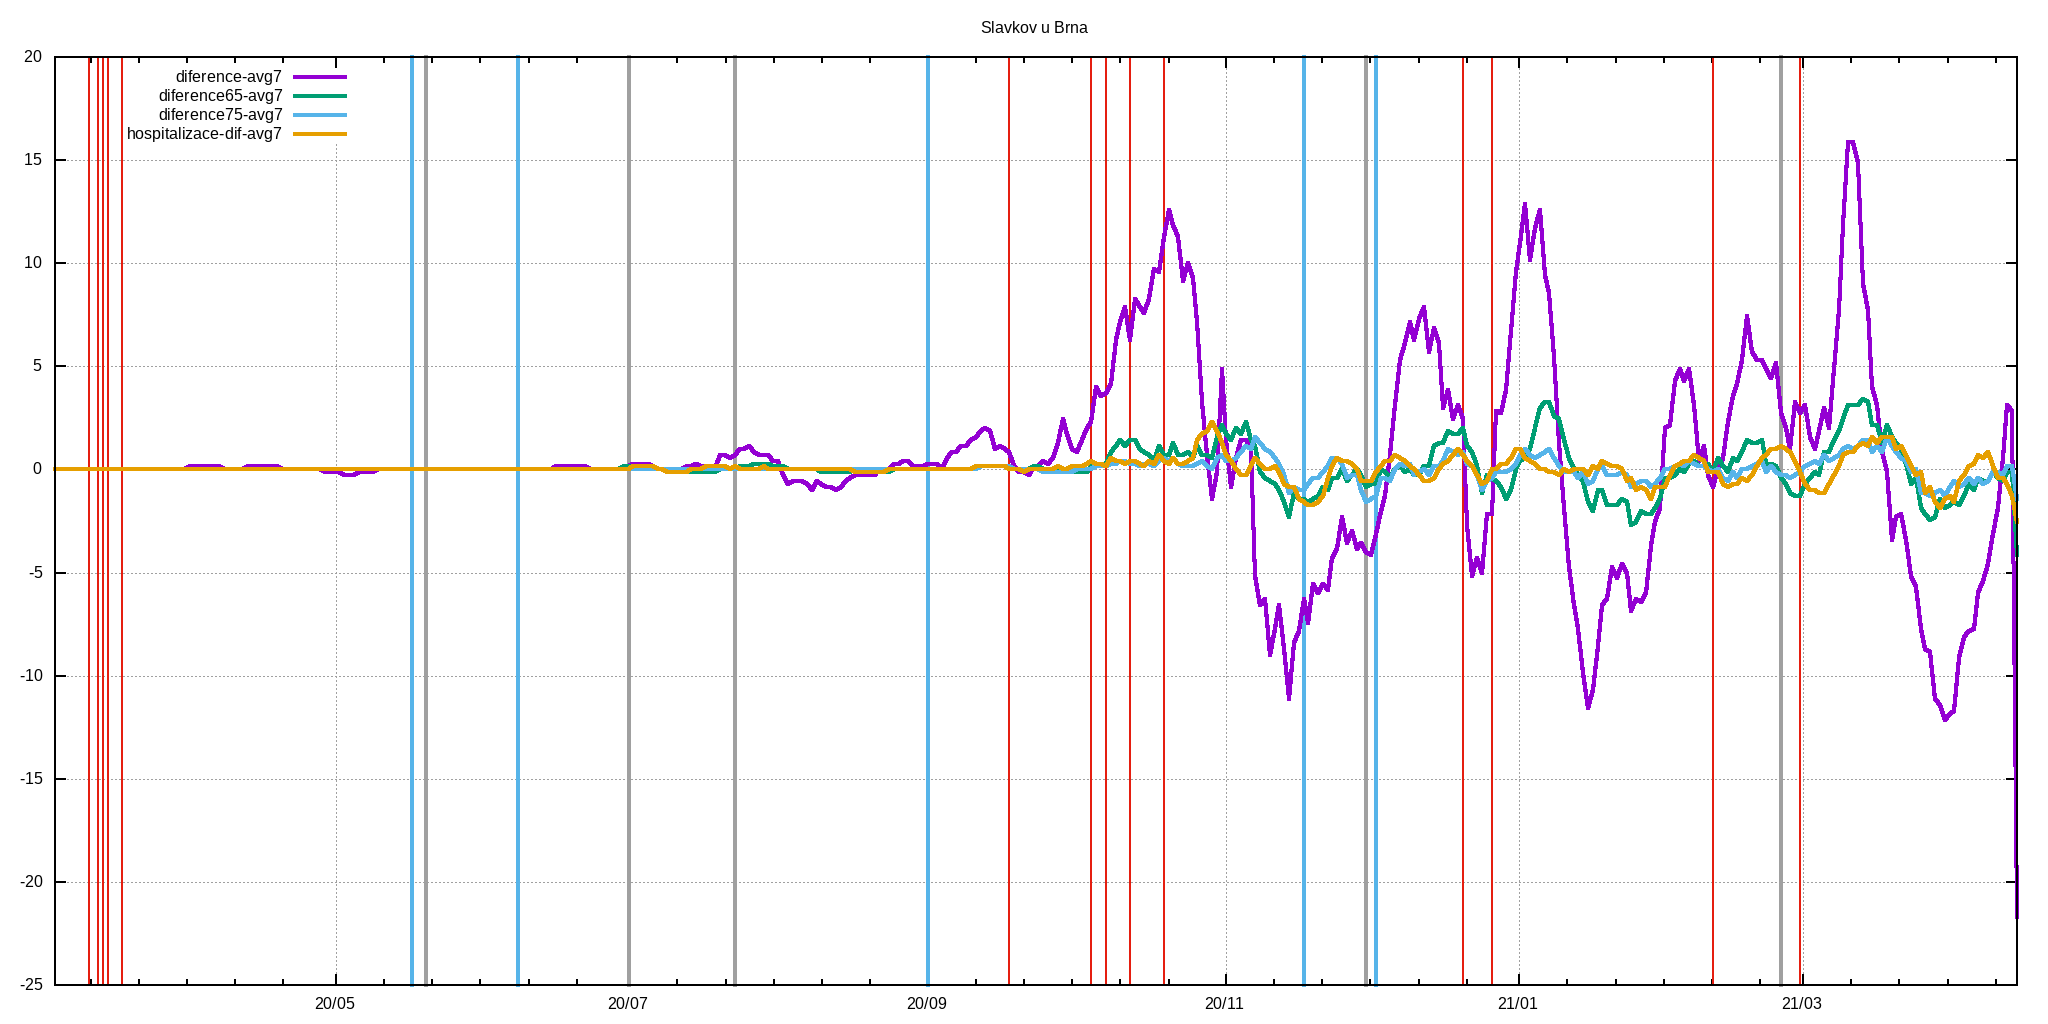 Slavkov u Brna
20
15
10
5
0
-5
-10
-15
-20
-25
diference-avg7
diference65-avg7
diference75-avg7
hospitalizace-dif-avg7
20/05 20/07 20/09 20/11 21/01 21/03